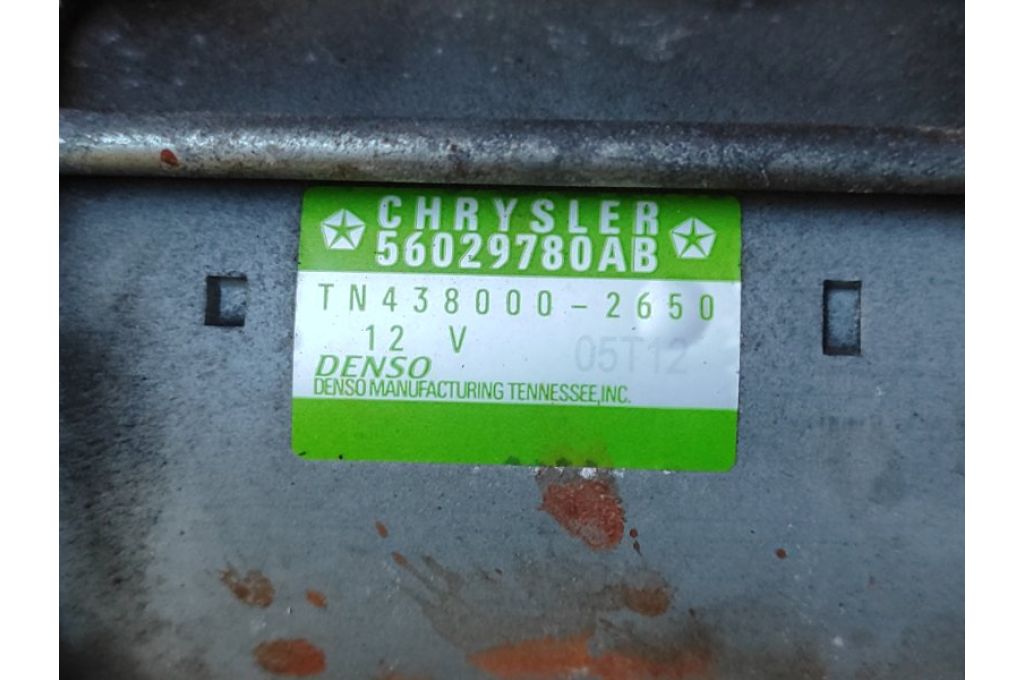 CHRYSLER
56029780AB
TN438000-2650
12 V 05T12
DENSO
DENSO MANUFACTURING TENNESSEE,INC.